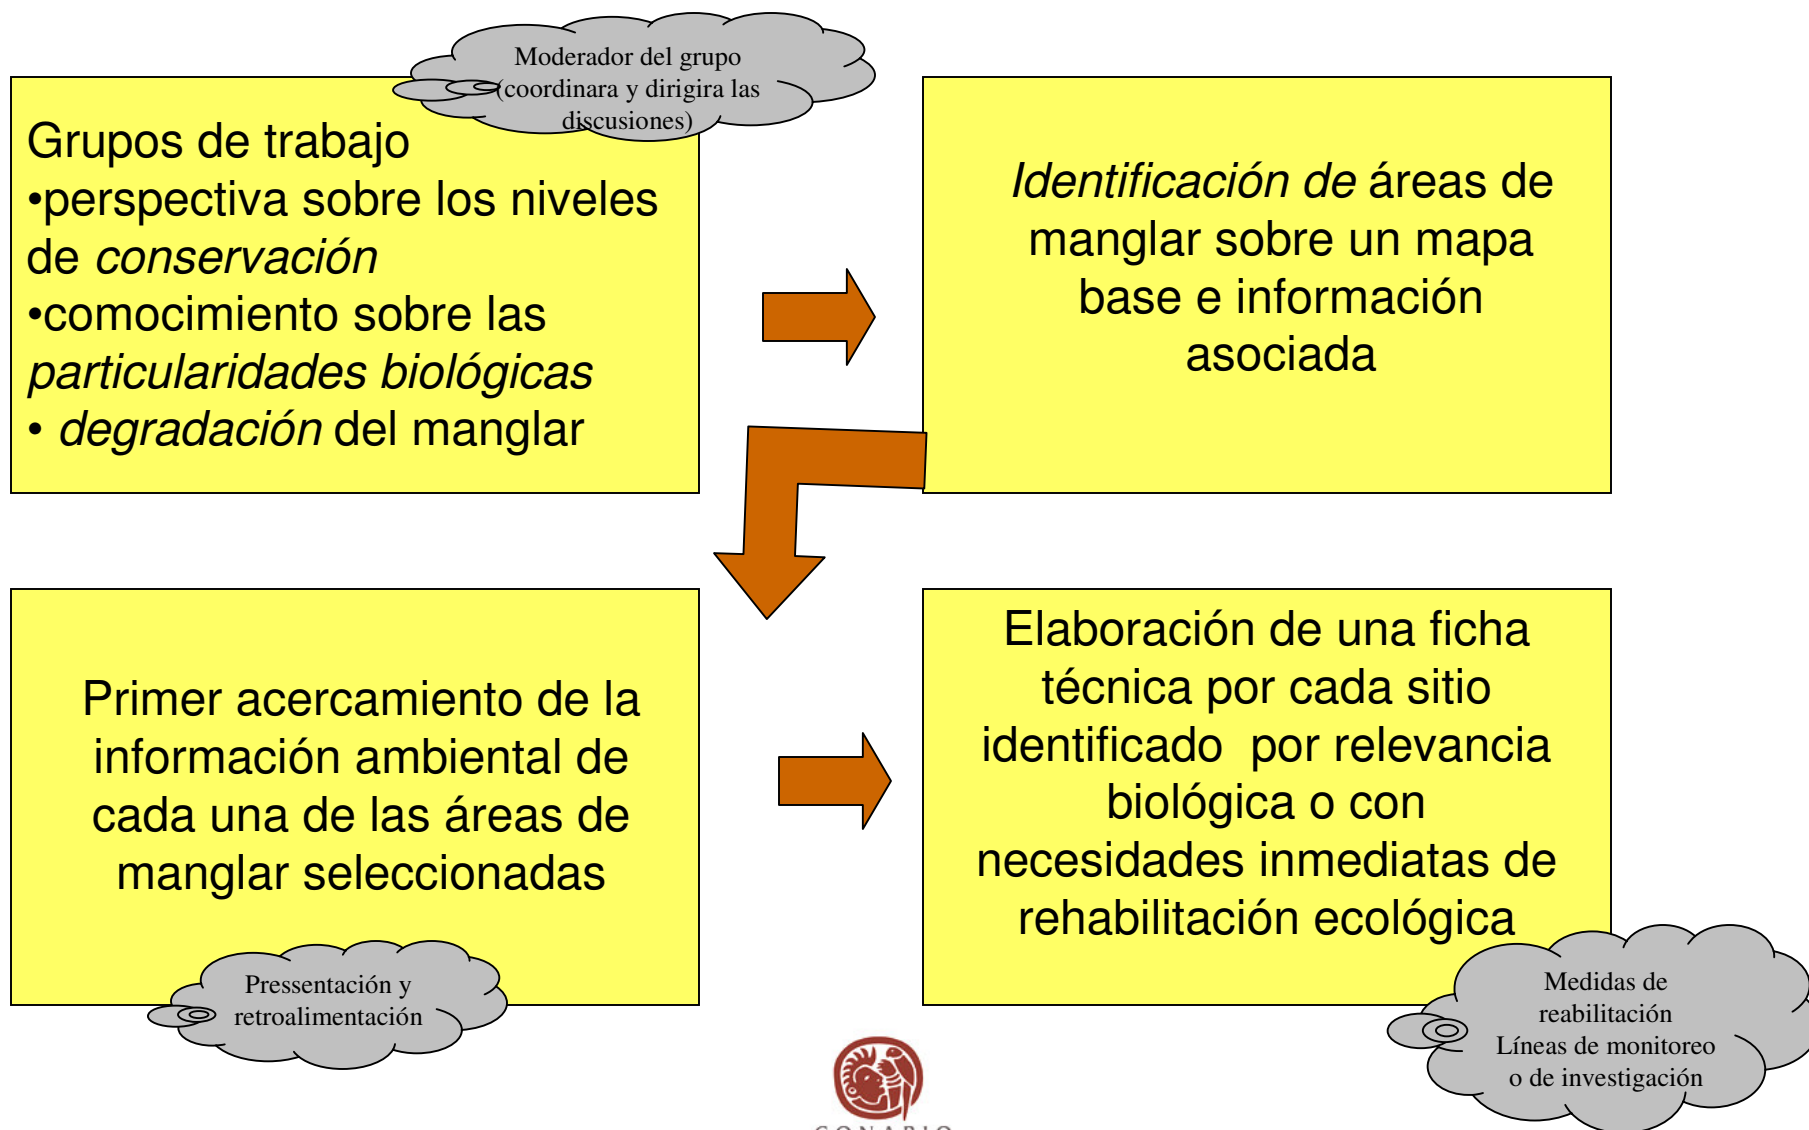 Moderador del grupo
(coordinara y dirigira las
discusiones)
Grupos de trabajo
•perspectiva sobre los niveles
de conservación
•comocimiento sobre las
particularidades biológicas
• degradación del manglar
Identificación de áreas de
manglar sobre un mapa
base e información
asociada
Primer acercamiento de la
información ambiental de
cada una de las áreas de
manglar seleccionadas
Pressentación y
retroalimentación
Elaboración de una ficha
técnica por cada sitio
identificado por relevancia
biológica o con
necesidades inmediatas de
rehabilitación ecológica
Medidas de
reabilitación
Líneas de monitoreo
o de investigación
CONABIO